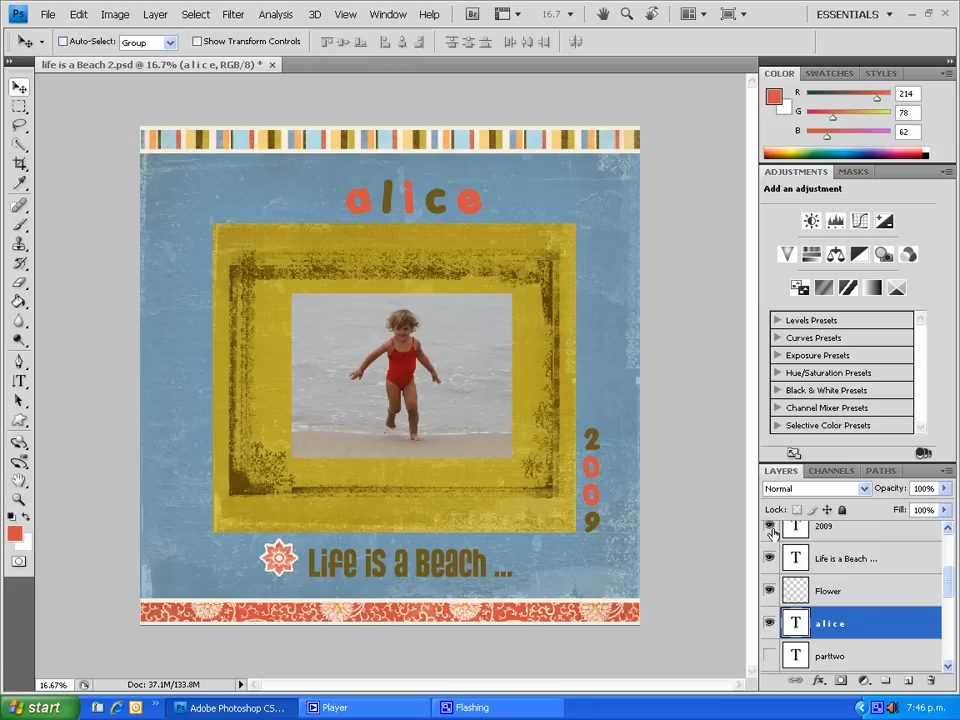 Ps File Edit Image Layer Select Filter Analysis 3D View Window Help Br 16.7 ESSENTIALS
Auto-Select: Group Show Transform Controls
life is a Beach 2.psd @ 16.7% (a l i c e, RGB/8) *
COLOR SWATCHES STYLES
R 214
G 78
B 62
ADJUSTMENTS MASKS
Add an adjustment
a l i c e
Levels Presets
Curves Presets
Exposure Presets
Hue/Saturation Presets
Black & White Presets
Channel Mixer Presets
Selective Color Presets
2
0
0
9
LAYERS CHANNELS PATHS
Normal Opacity: 100%
Lock: Fill: 100%
T 2009
T Life is a Beach ...
Flower
T a l i c e
T parttwo
Life is a Beach ...
16.67% Doc: 37.1M/133.8M
start Adobe Photoshop CS... Player Flashing 7:46 p.m.